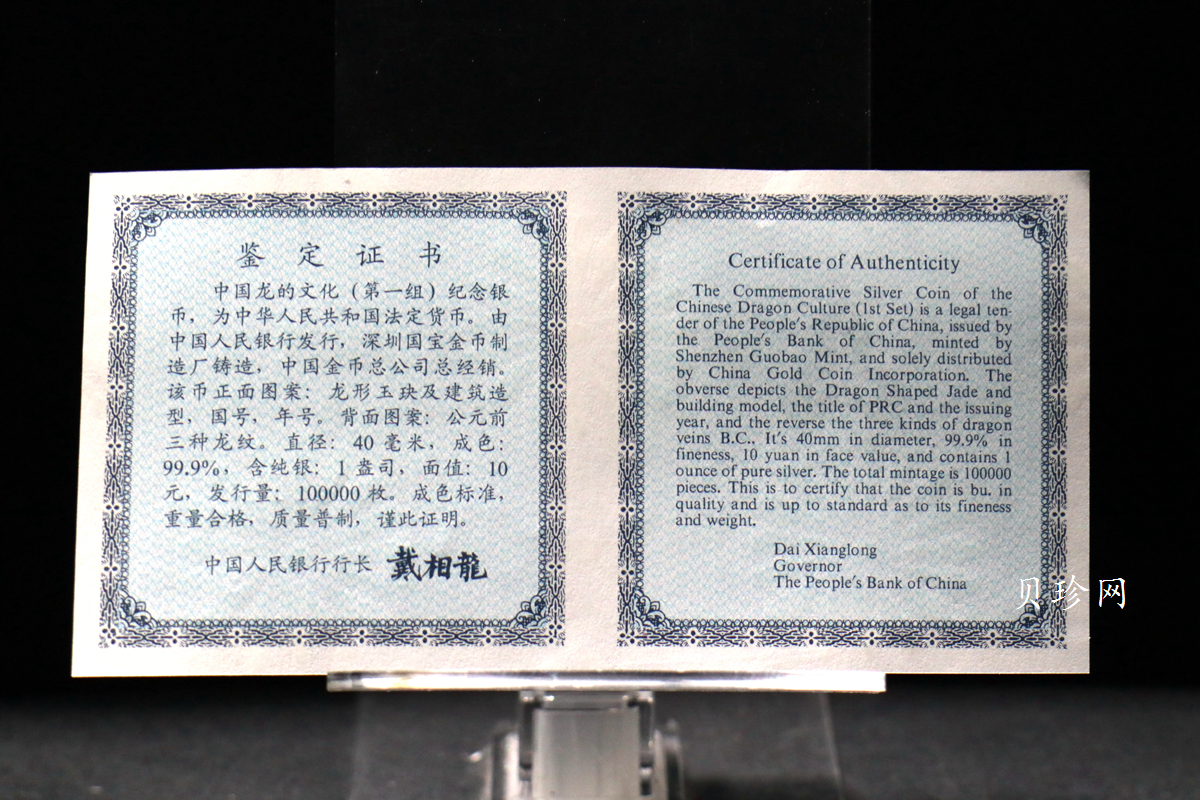 鉴定证书
中国龙的文化(第一组)纪念银
币,为中华人民共和国法定货币。由
中国人民银行发行,深圳国宝金币制
造厂铸造,中国金币总公司总经销。
该币正面图案:龙形玉玦及建筑造
型,国号,年号。背面图案:公元前
三种龙纹。直径:40毫米,成色:
99.9%,含纯银:1盎司,面值:10
元,发行量:100000枚。成色标准,
重量合格,质量普制,谨此证明。
中国人民银行行长 戴相龍
Certificate of Authenticity
The Commemorative Silver Coin of the
Chinese Dragon Culture (1st Set) is a legal ten-
der of the People's Republic of China, issued by
the People's Bank of China, minted by
Shenzhen Guobao Mint, and solely distributed
by China Gold Coin Incorporation. The
obverse depicts the Dragon Shaped Jade and
building model, the title of PRC and the issuing
year, and the reverse the three kinds of dragon
veins B.C.. It's 40mm in diameter, 99.9% in
fineness, 10 yuan in face value, and contains 1
ounce of pure silver. The total mintage is 100000
pieces. This is to certify that the coin is bu. in
quality and is up to standard as to its fineness
and weight.
Dai Xianglong
Governor
The People's Bank of China
贝珍网